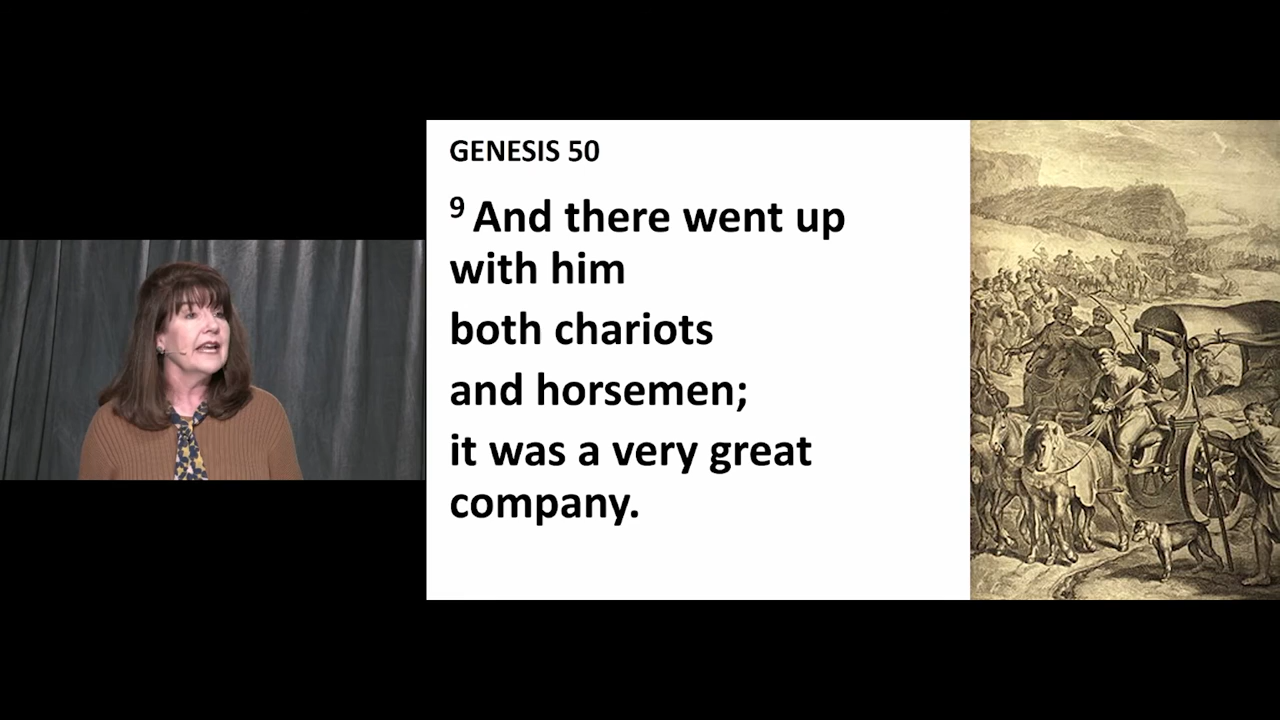 GENESIS 50
9 And there went up
with him
both chariots
and horsemen;
it was a very great
company.